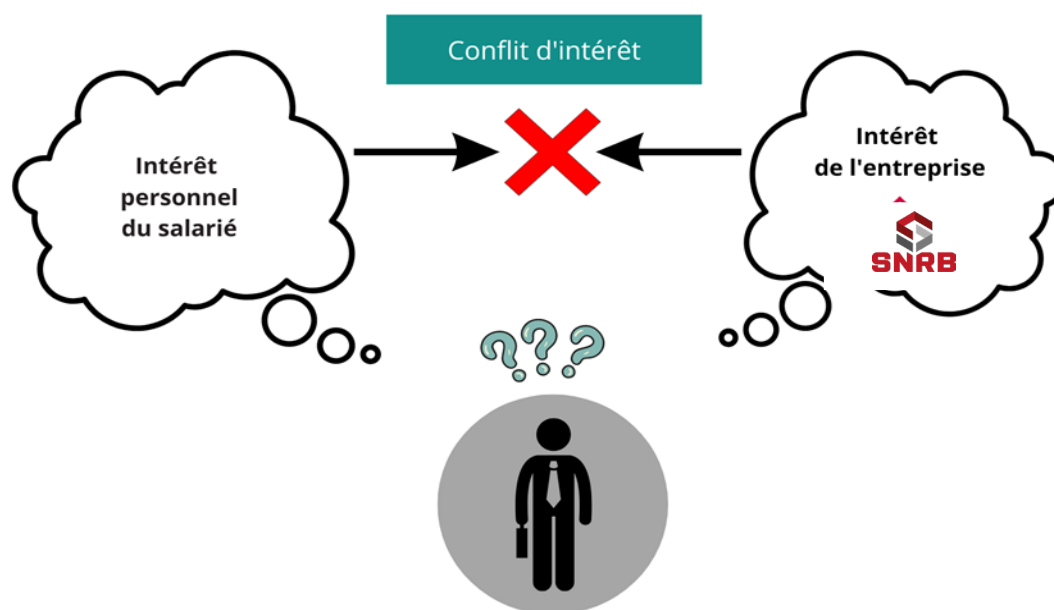 Conflit d'intérêt
Intérêt
personnel
du salarié
Intérêt
de l'entreprise
SNRB
???